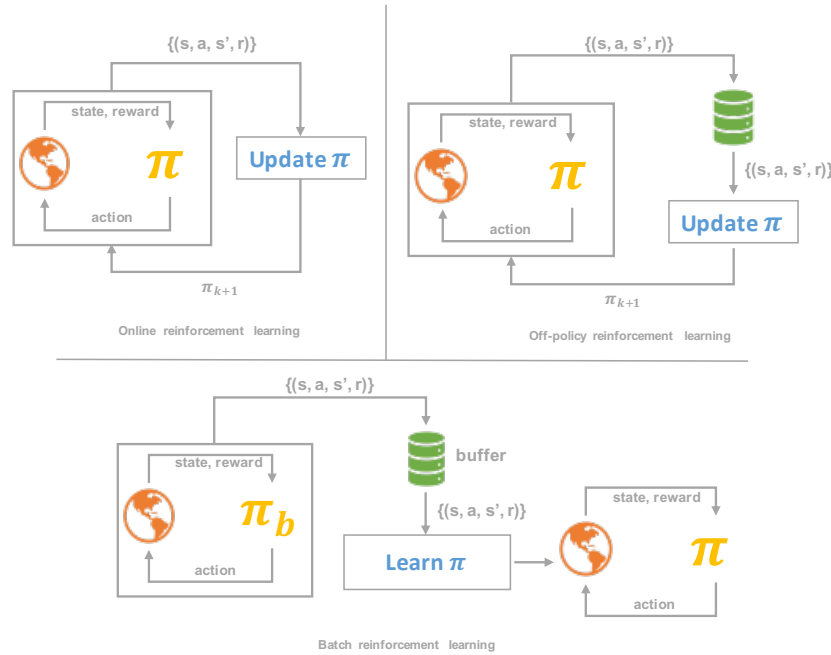 {(s, a, s’, r)}
state, reward
π
action
Update π
π_{k+1}
Online reinforcement learning
{(s, a, s’, r)}
state, reward
π
action
{(s, a, s’, r)}
Update π
π_{k+1}
Off-policy reinforcement learning
{(s, a, s’, r)}
state, reward
π_b
action
buffer
{(s, a, s’, r)}
Learn π
state, reward
π
action
Batch reinforcement learning